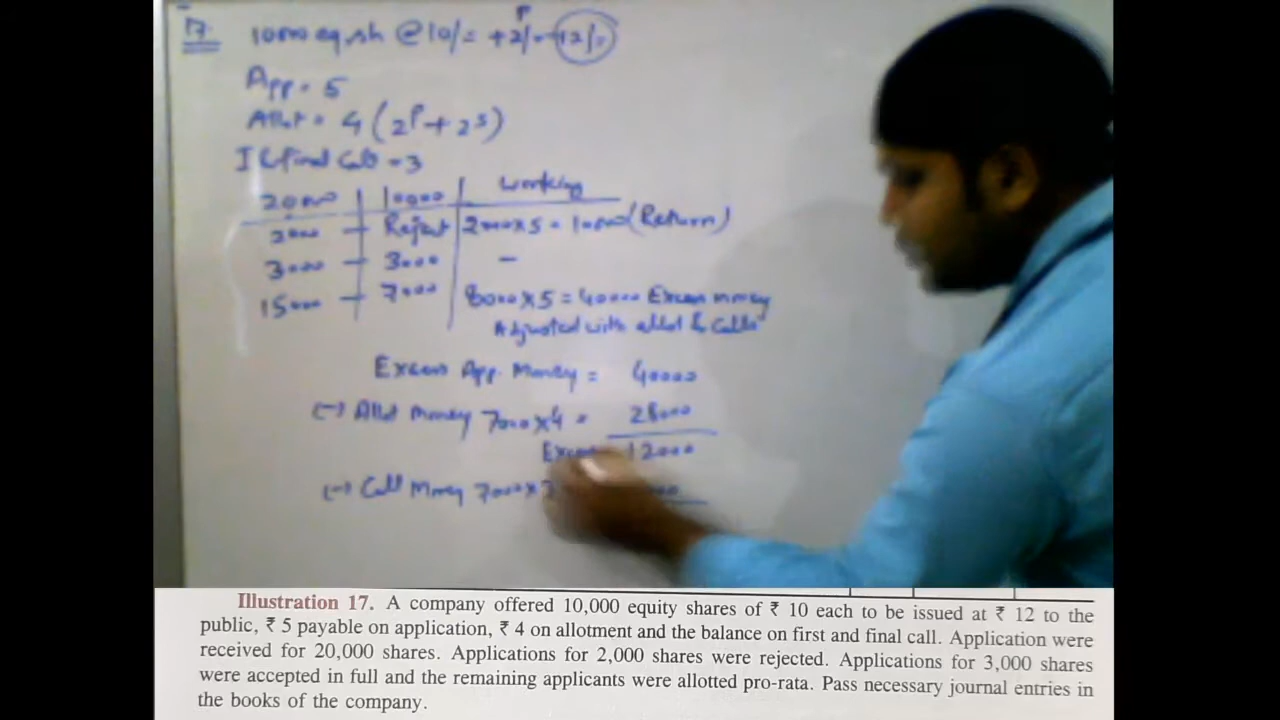 17. 10000 eq. sh @ 10/= + 2/= P = 12/=
App = 5
Allot = 4 (2P + 2S)
I & Final Call = 3
20000 | 10000 | Working
2000 — Reject | 2000 x 5 = 10000 (Return)
3000 — 3000 —
15000 — 7000 8000 x 5 = 40000 Excess money
Adjusted with allot & calls
Excess App. Money = 40000
(-) Allot Money 7000 x 4 = 28000
12000
(-) Call Money 7000 x 3
Illustration 17. A company offered 10,000 equity shares of ₹ 10 each to be issued at ₹ 12 to the
public, ₹ 5 payable on application, ₹ 4 on allotment and the balance on first and final call. Application were
received for 20,000 shares. Applications for 2,000 shares were rejected. Applications for 3,000 shares
were accepted in full and the remaining applicants were allotted pro-rata. Pass necessary journal entries in
the books of the company.